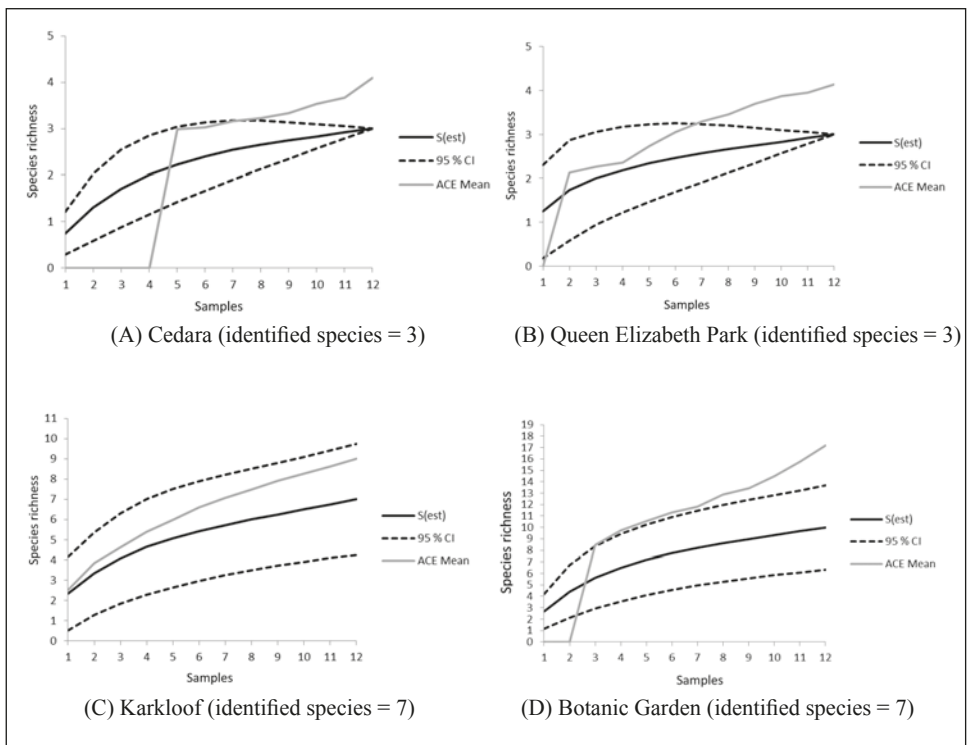 5
4
3
2
1
0
Species richness
1 2 3 4 5 6 7 8 9 10 11 12
Samples
S(est)
95 % CI
ACE Mean
(A) Cedara (identified species = 3)
5
4
3
2
1
0
Species richness
1 2 3 4 5 6 7 8 9 10 11 12
Samples
S(est)
95 % CI
ACE Mean
(B) Queen Elizabeth Park (identified species = 3)
11
10
9
8
7
6
5
4
3
2
1
0
Species richness
1 2 3 4 5 6 7 8 9 10 11 12
Samples
S(est)
95 % CI
ACE Mean
(C) Karkloof (identified species = 7)
19
18
17
16
15
14
13
12
11
10
9
8
7
6
5
4
3
2
1
0
Species richness
1 2 3 4 5 6 7 8 9 10 11 12
Samples
S(est)
95 % CI
ACE Mean
(D) Botanic Garden (identified species = 7)